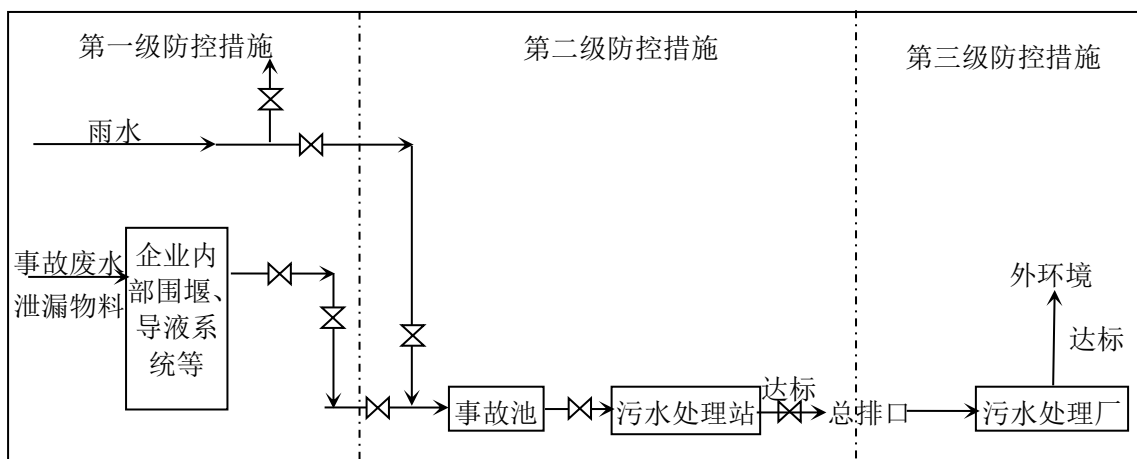 第一级防控措施
第二级防控措施
第三级防控措施
雨水
事故废水
泄漏物料
企业内
部围堰、
导液系
统等
外环境
达标
达标
事故池
污水处理站
总排口
污水处理厂